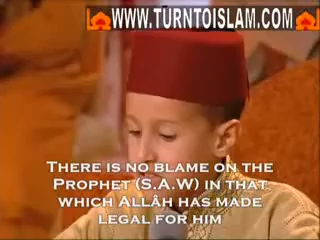 WWW.TURNTOISLAM.COM
THERE IS NO BLAME ON THE
PROPHET (S.A.W) IN THAT
WHICH ALLÂH HAS MADE
LEGAL FOR HIM